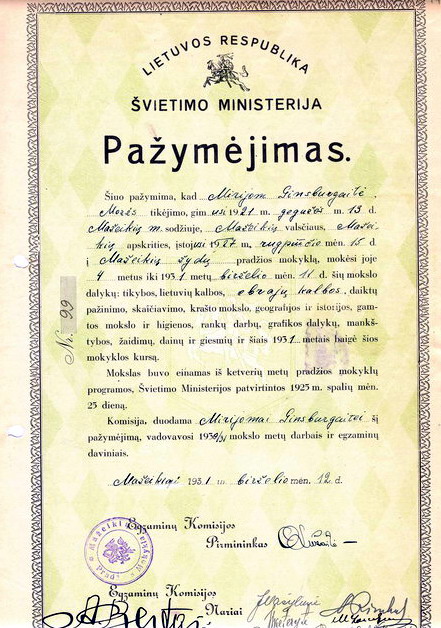 LIETUVOS RESPUBLIKA
ŠVIETIMO MINISTERIJA
Pažymėjimas.
Šiuo pažymima, kad Mirijom Ginsburgaitė,
Mozės tikėjimo, gimusi 1921 m. gegužės m. 13 d.
Mažeikių m. sodžiuje, Mažeikių valsčiaus, Mažei-
kių apskrities, įstojusi 1927 m. rugpiučio mėn. 15 d.
į Mažeikių žydų pradžios mokyklą, mokėsi joje
4 metus iki 1931 metų birželio mėn. 11 d. šių mokslo
dalykų: tikybos, lietuvių kalbos, ebrajų kalbos, daiktų
pažinimo, skaičiavimo, krašto mokslo, geografijos ir istorijos, gam-
tos mokslo ir higienos, rankų darbų, grafikos dalykų, mankš-
tybos, žaidimų, dainų ir giesmių ir šiais 1931 metais baigė šios
mokyklos kursą.
Nr. 99
Mokslas buvo einamas iš ketverių metų pradžios mokyklų
programos, Švietimo Ministerijos patvirtintos 1925 m. spalių mėn.
23 dieną.
Komisija, duodama Mirijomai Ginsburgaitei šį
pažymėjimą, vadovavosi 1930/31 mokslo metų darbais ir egzaminų
daviniais.
Mažeikiai 1931 m. birželio mėn. 12 d.
Egzaminų Komisijos
Pirmininkas
Egzaminų Komisijos
Nariai